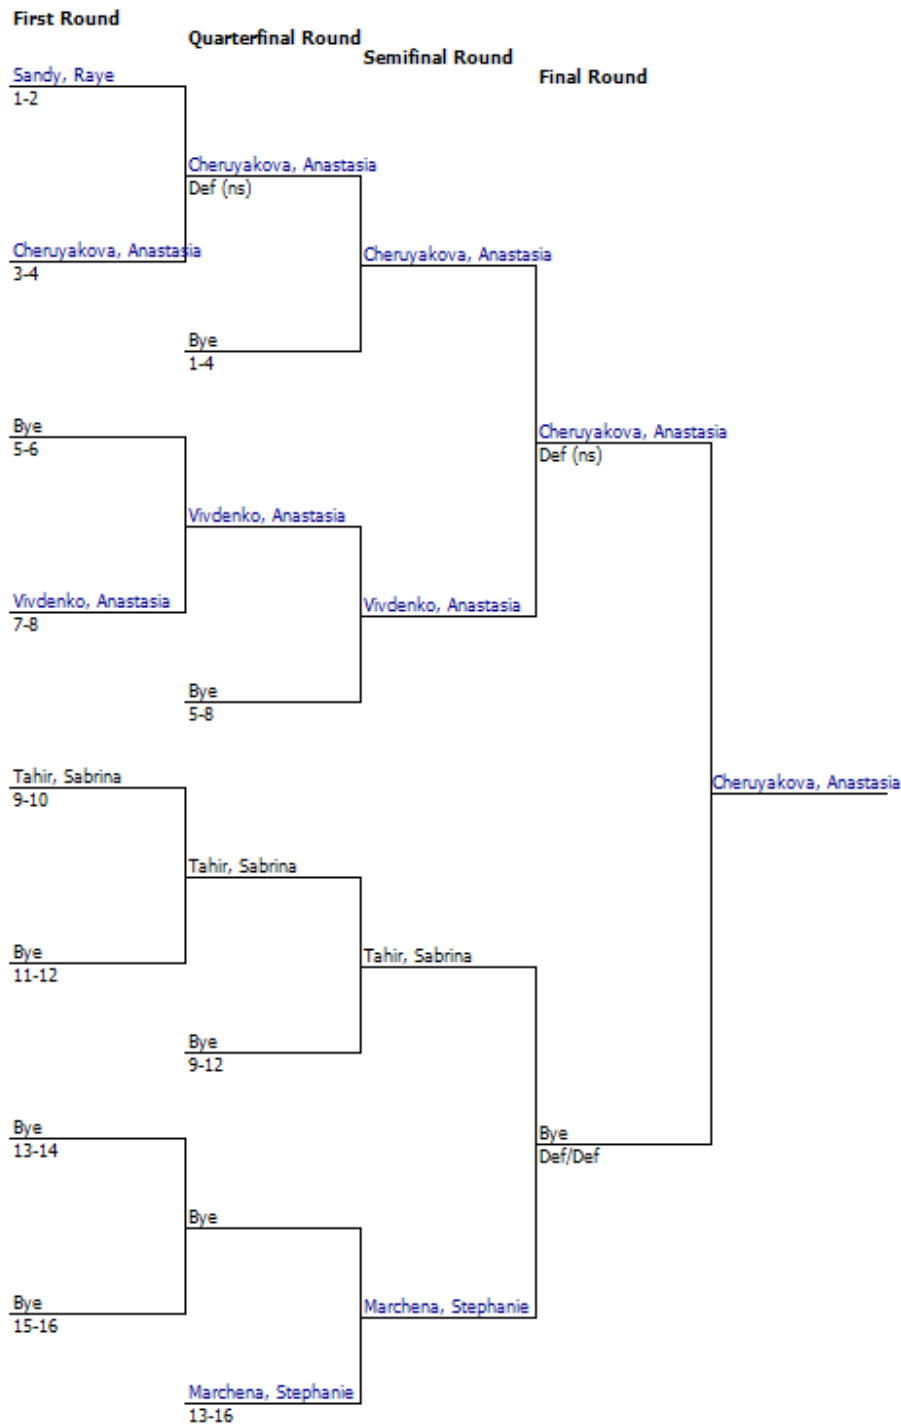 First Round
Quarterfinal Round
Semifinal Round
Final Round
Sandy, Raye
1-2
Cheruyakova, Anastasia
Def (ns)
Cheruyakova, Anastasia
3-4
Cheruyakova, Anastasia
Bye
1-4
Bye
5-6
Cheruyakova, Anastasia
Def (ns)
Vivdenko, Anastasia
Vivdenko, Anastasia
7-8
Vivdenko, Anastasia
Bye
5-8
Tahir, Sabrina
9-10
Cheruyakova, Anastasia
Tahir, Sabrina
Bye
11-12
Tahir, Sabrina
Bye
9-12
Bye
13-14
Bye
Def/Def
Bye
Bye
15-16
Marchena, Stephanie
Marchena, Stephanie
13-16